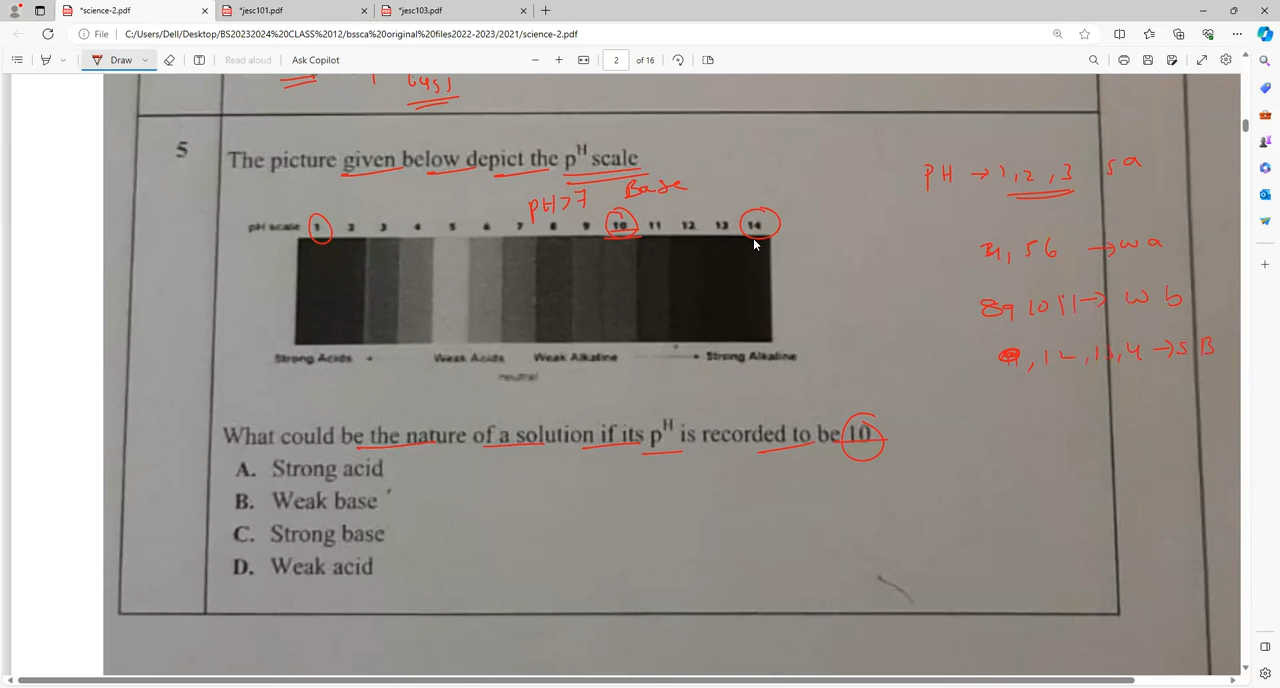 *science-2.pdf
*jesc101.pdf
*jesc103.pdf
File C:/Users/Dell/Desktop/BS20232024%20CLASS%2012/bssca%20original%20files2022-2023/2021/science-2.pdf
Draw
Read aloud
Ask Copilot
2 of 16
5
The picture given below depict the pH scale
PH>7 Base
pH scale 1 2 3 4 5 6 7 8 9 10 11 12 13 14
Strong Acids Weak Acids Weak Alkaline Strong Alkaline
neutral
What could be the nature of a solution if its pH is recorded to be 10
A. Strong acid
B. Weak base
C. Strong base
D. Weak acid
PH → 1, 2, 3 s a
4, 5 6 → w a
8 9 10 11 → w b
, 12, 13, 4 → S B